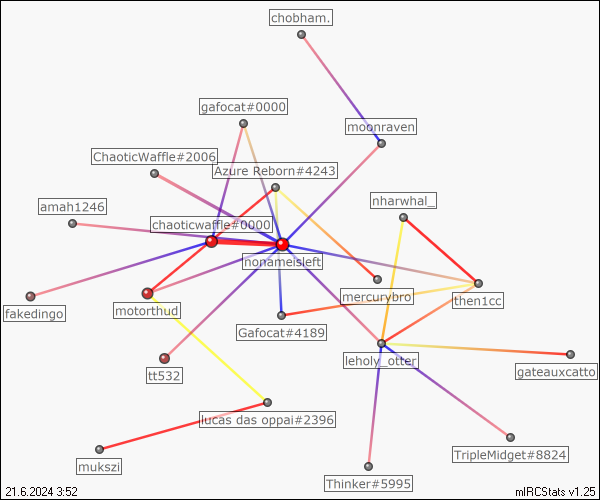 chobham.
gafocat#0000
moonraven
ChaoticWaffle#2006
Azure Reborn#4243
amah1246
nharwhal_
chaoticwaffle#0000
nonameisleft
mercurybro
then1cc
fakedingo
motorthud
Gafocat#4189
leholy_otter
gateauxcatto
tt532
lucas das oppai#2396
mukszi
TripleMidget#8824
Thinker#5995
21.6.2024 3:52
mIRCStats v1.25